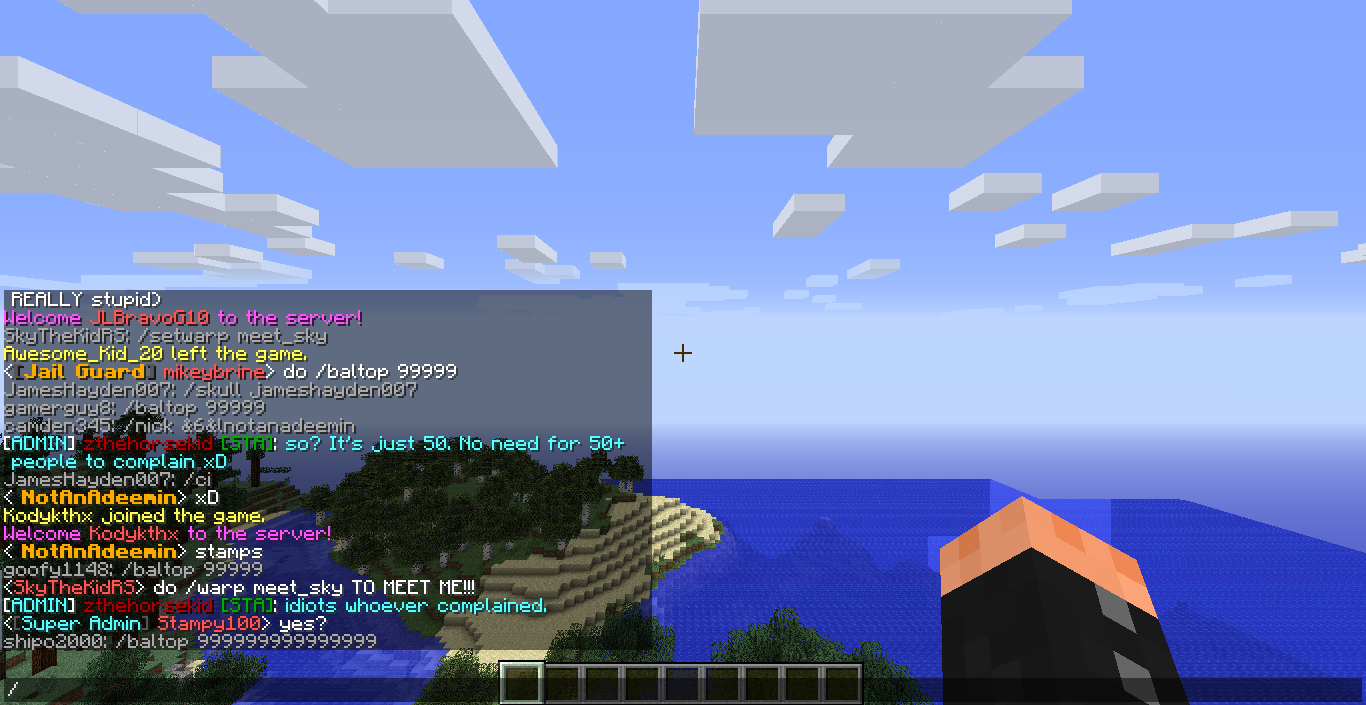 REALLY stupid)
Welcome JLBravoG10 to the server!
SkyTheKidRS: /setwarp meet_sky
Awesome_Kid_20 left the game.
<[Jail Guard] mikeybrine> do /baltop 99999
JamesHayden007: /skull jameshayden007
gamerguy8: /baltop 99999
camden345: /nick &6&lnotanadeemin
[ADMIN] zthehorsekid [STA]: so? It's just 50. No need for 50+
people to complain xD
JamesHayden007: /ci
< NotAnAdeemin> xD
Kodykthx joined the game.
Welcome Kodykthx to the server!
< NotAnAdeemin> stamps
goofy1148: /baltop 99999
<SkyTheKidRS> do /warp meet_sky TO MEET ME!!!
[ADMIN] zthehorsekid [STA]: idiots whoever complained.
<[Super Admin] Stampy100> yes?
shipo2000: /baltop 9999999999999999
/